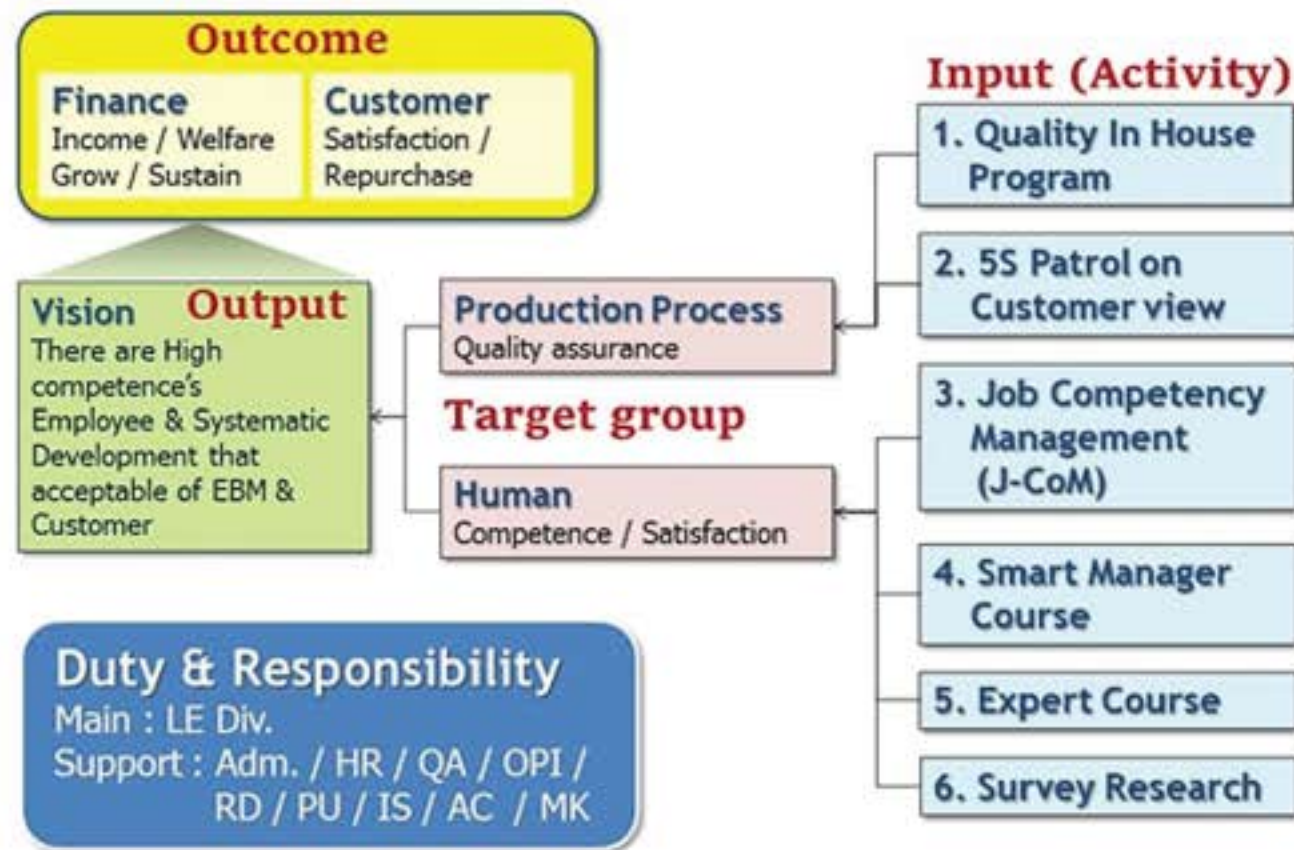 Outcome
Finance
Income / Welfare
Grow / Sustain
Customer
Satisfaction /
Repurchase
Vision
Output
There are High
competence's
Employee & Systematic
Development that
acceptable of EBM &
Customer
Production Process
Quality assurance
Target group
Human
Competence / Satisfaction
Input (Activity)
1. Quality In House
Program
2. 5S Patrol on
Customer view
3. Job Competency
Management
(J-CoM)
4. Smart Manager
Course
5. Expert Course
6. Survey Research
Duty & Responsibility
Main : LE Div.
Support : Adm. / HR / QA / OPI /
RD / PU / IS / AC / MK